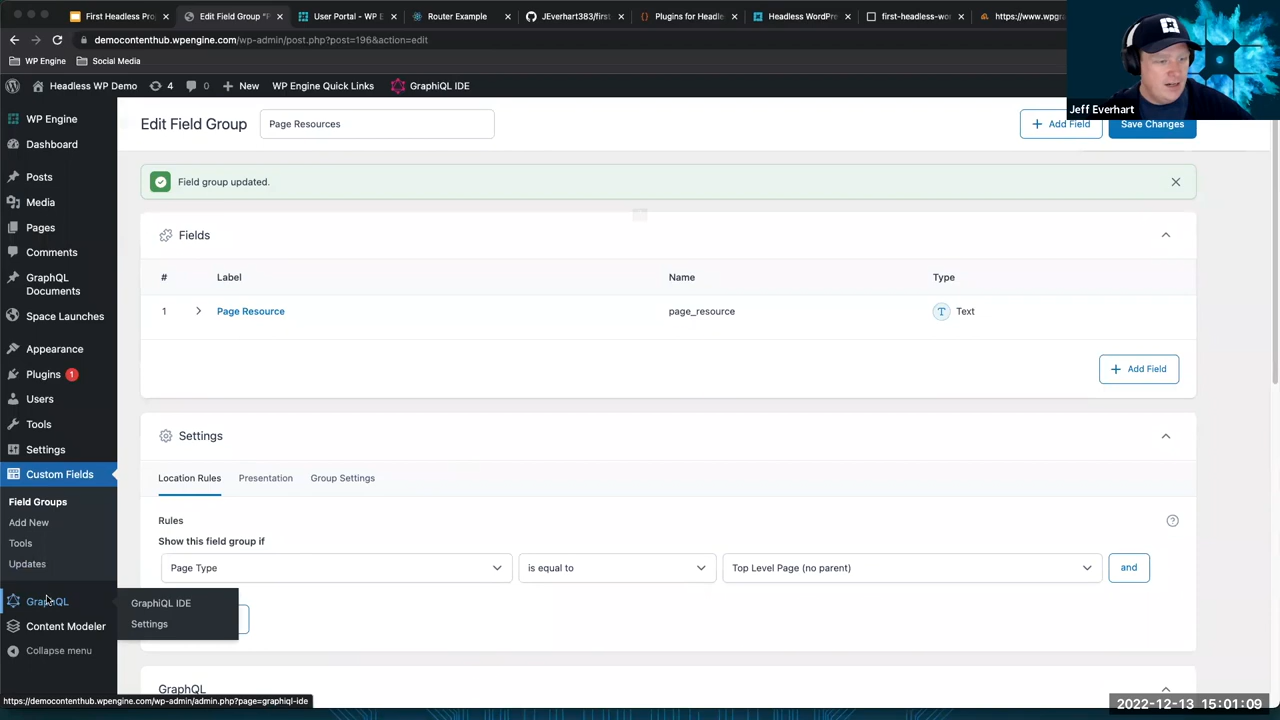 First Headless Pro
Edit Field Group "P
User Portal - WP E
Router Example
JEverhart383/first
Plugins for Headle
Headless WordPre
first-headless-wo
https://www.wpgra
democontenthub.wpengine.com/wp-admin/post.php?post=196&action=edit
WP Engine
Social Media
Headless WP Demo
4
0
New
WP Engine Quick Links
GraphiQL IDE
Jeff Everhart
WP Engine
Dashboard
Posts
Media
Pages
Comments
GraphQL
Documents
Space Launches
Appearance
Plugins 1
Users
Tools
Settings
Custom Fields
Field Groups
Add New
Tools
Updates
GraphQL
GraphiQL IDE
Settings
Content Modeler
Collapse menu
Edit Field Group
Page Resources
Add Field
Save Changes
Field group updated.
Fields
# Label Name Type
1 Page Resource page_resource T Text
Add Field
Settings
Location Rules Presentation Group Settings
Rules
Show this field group if
Page Type is equal to Top Level Page (no parent) and
GraphQL
https://democontenthub.wpengine.com/wp-admin/admin.php?page=graphiql-ide
2022-12-13 15:01:09